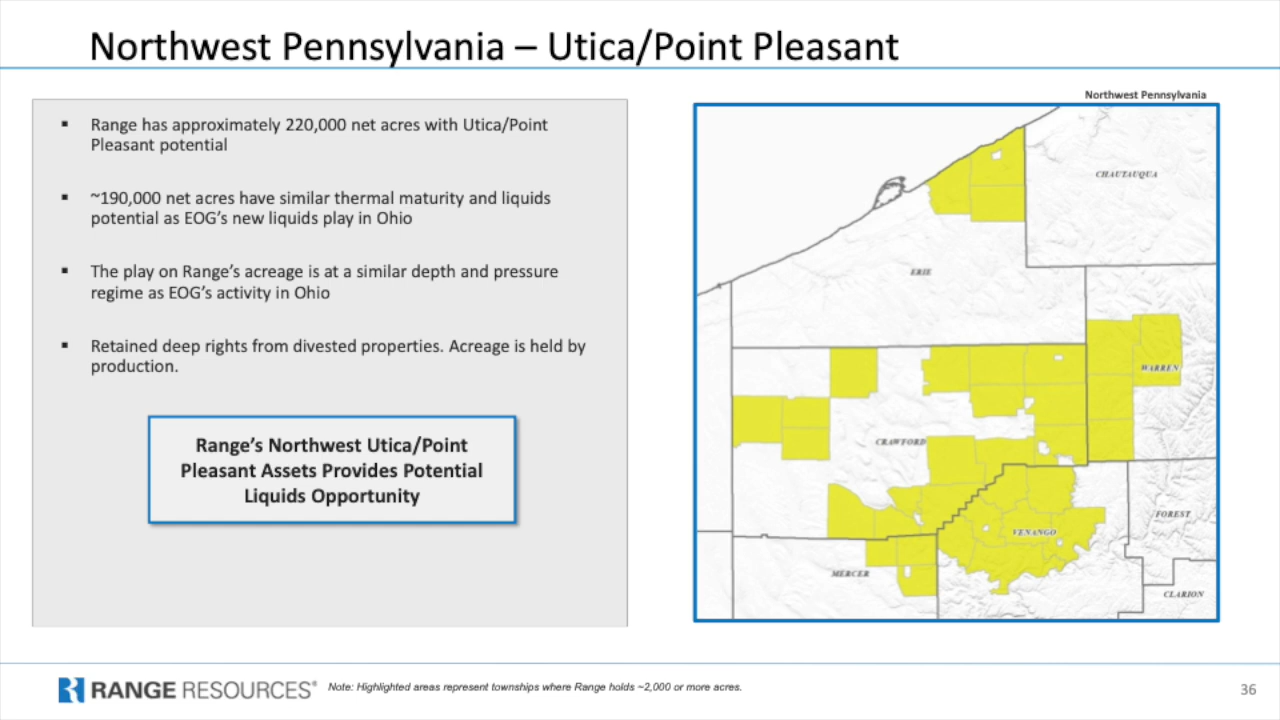 Northwest Pennsylvania – Utica/Point Pleasant
▪ Range has approximately 220,000 net acres with Utica/Point
Pleasant potential
▪ ~190,000 net acres have similar thermal maturity and liquids
potential as EOG’s new liquids play in Ohio
▪ The play on Range’s acreage is at a similar depth and pressure
regime as EOG’s activity in Ohio
▪ Retained deep rights from divested properties. Acreage is held by
production.
Range’s Northwest Utica/Point
Pleasant Assets Provides Potential
Liquids Opportunity
Northwest Pennsylvania
CHAUTAUQUA
ERIE
WARREN
CRAWFORD
FOREST
VENANGO
MERCER
CLARION
RANGE RESOURCES®
Note: Highlighted areas represent townships where Range holds ~2,000 or more acres.
36